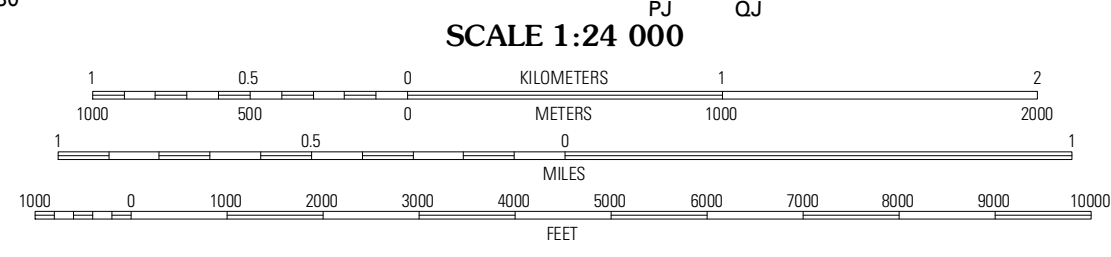 PJ QJ
SCALE 1:24 000
1 0.5 0 KILOMETERS 1 2
1000 500 0 METERS 1000 2000
1 0.5 0 1
MILES
1000 0 1000 2000 3000 4000 5000 6000 7000 8000 9000 10000
FEET